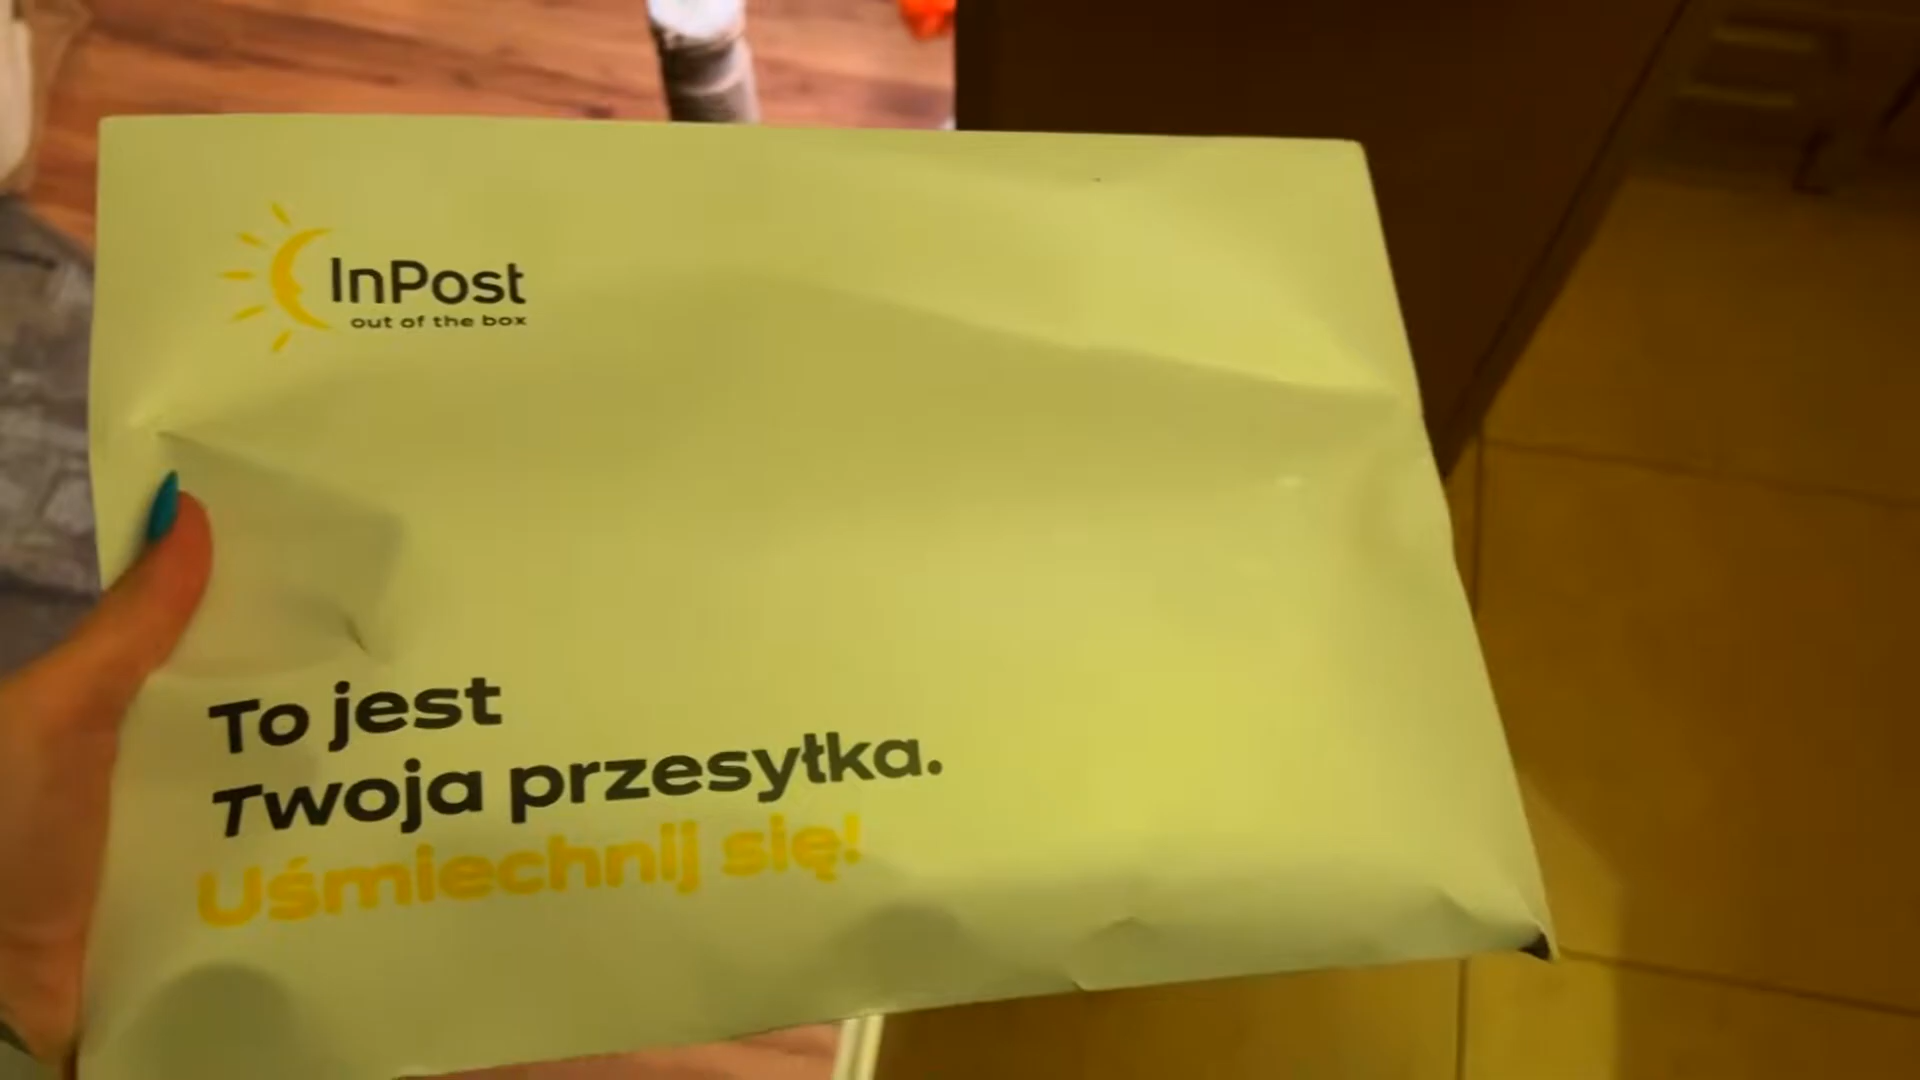 InPost
out of the box
To jest
Twoja przesyłka.
Uśmiechnij się!